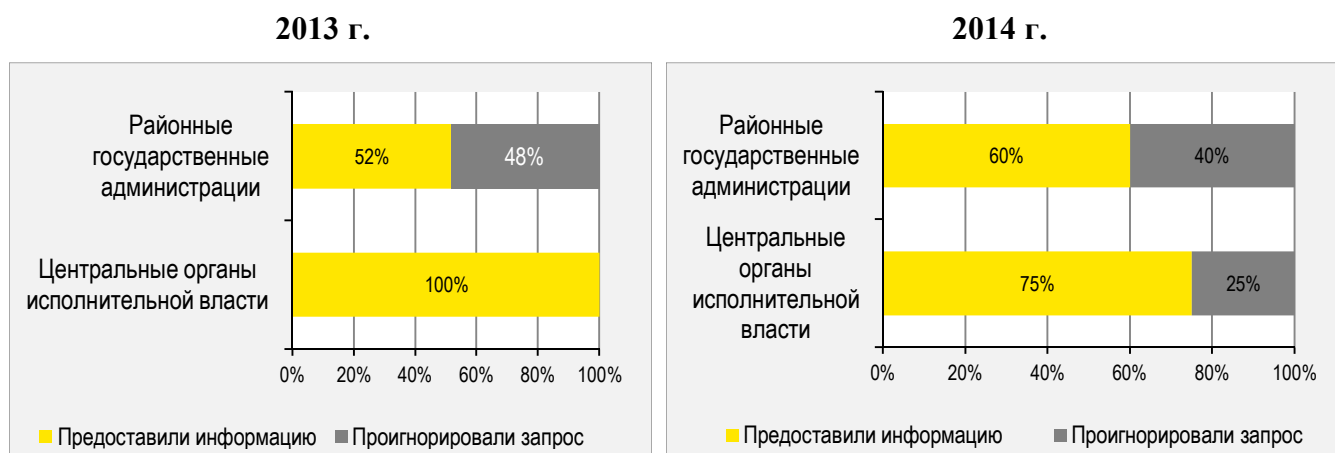 2013 г.
Районные
государственные
администрации
52%
48%
Центральные органы
исполнительной власти
100%
0%
20%
40%
60%
80%
100%
Предоставили информацию
Проигнорировали запрос
2014 г.
Районные
государственные
администрации
60%
40%
Центральные
органы
исполнительной
власти
75%
25%
0%
20%
40%
60%
80%
100%
Предоставили информацию
Проигнорировали запрос